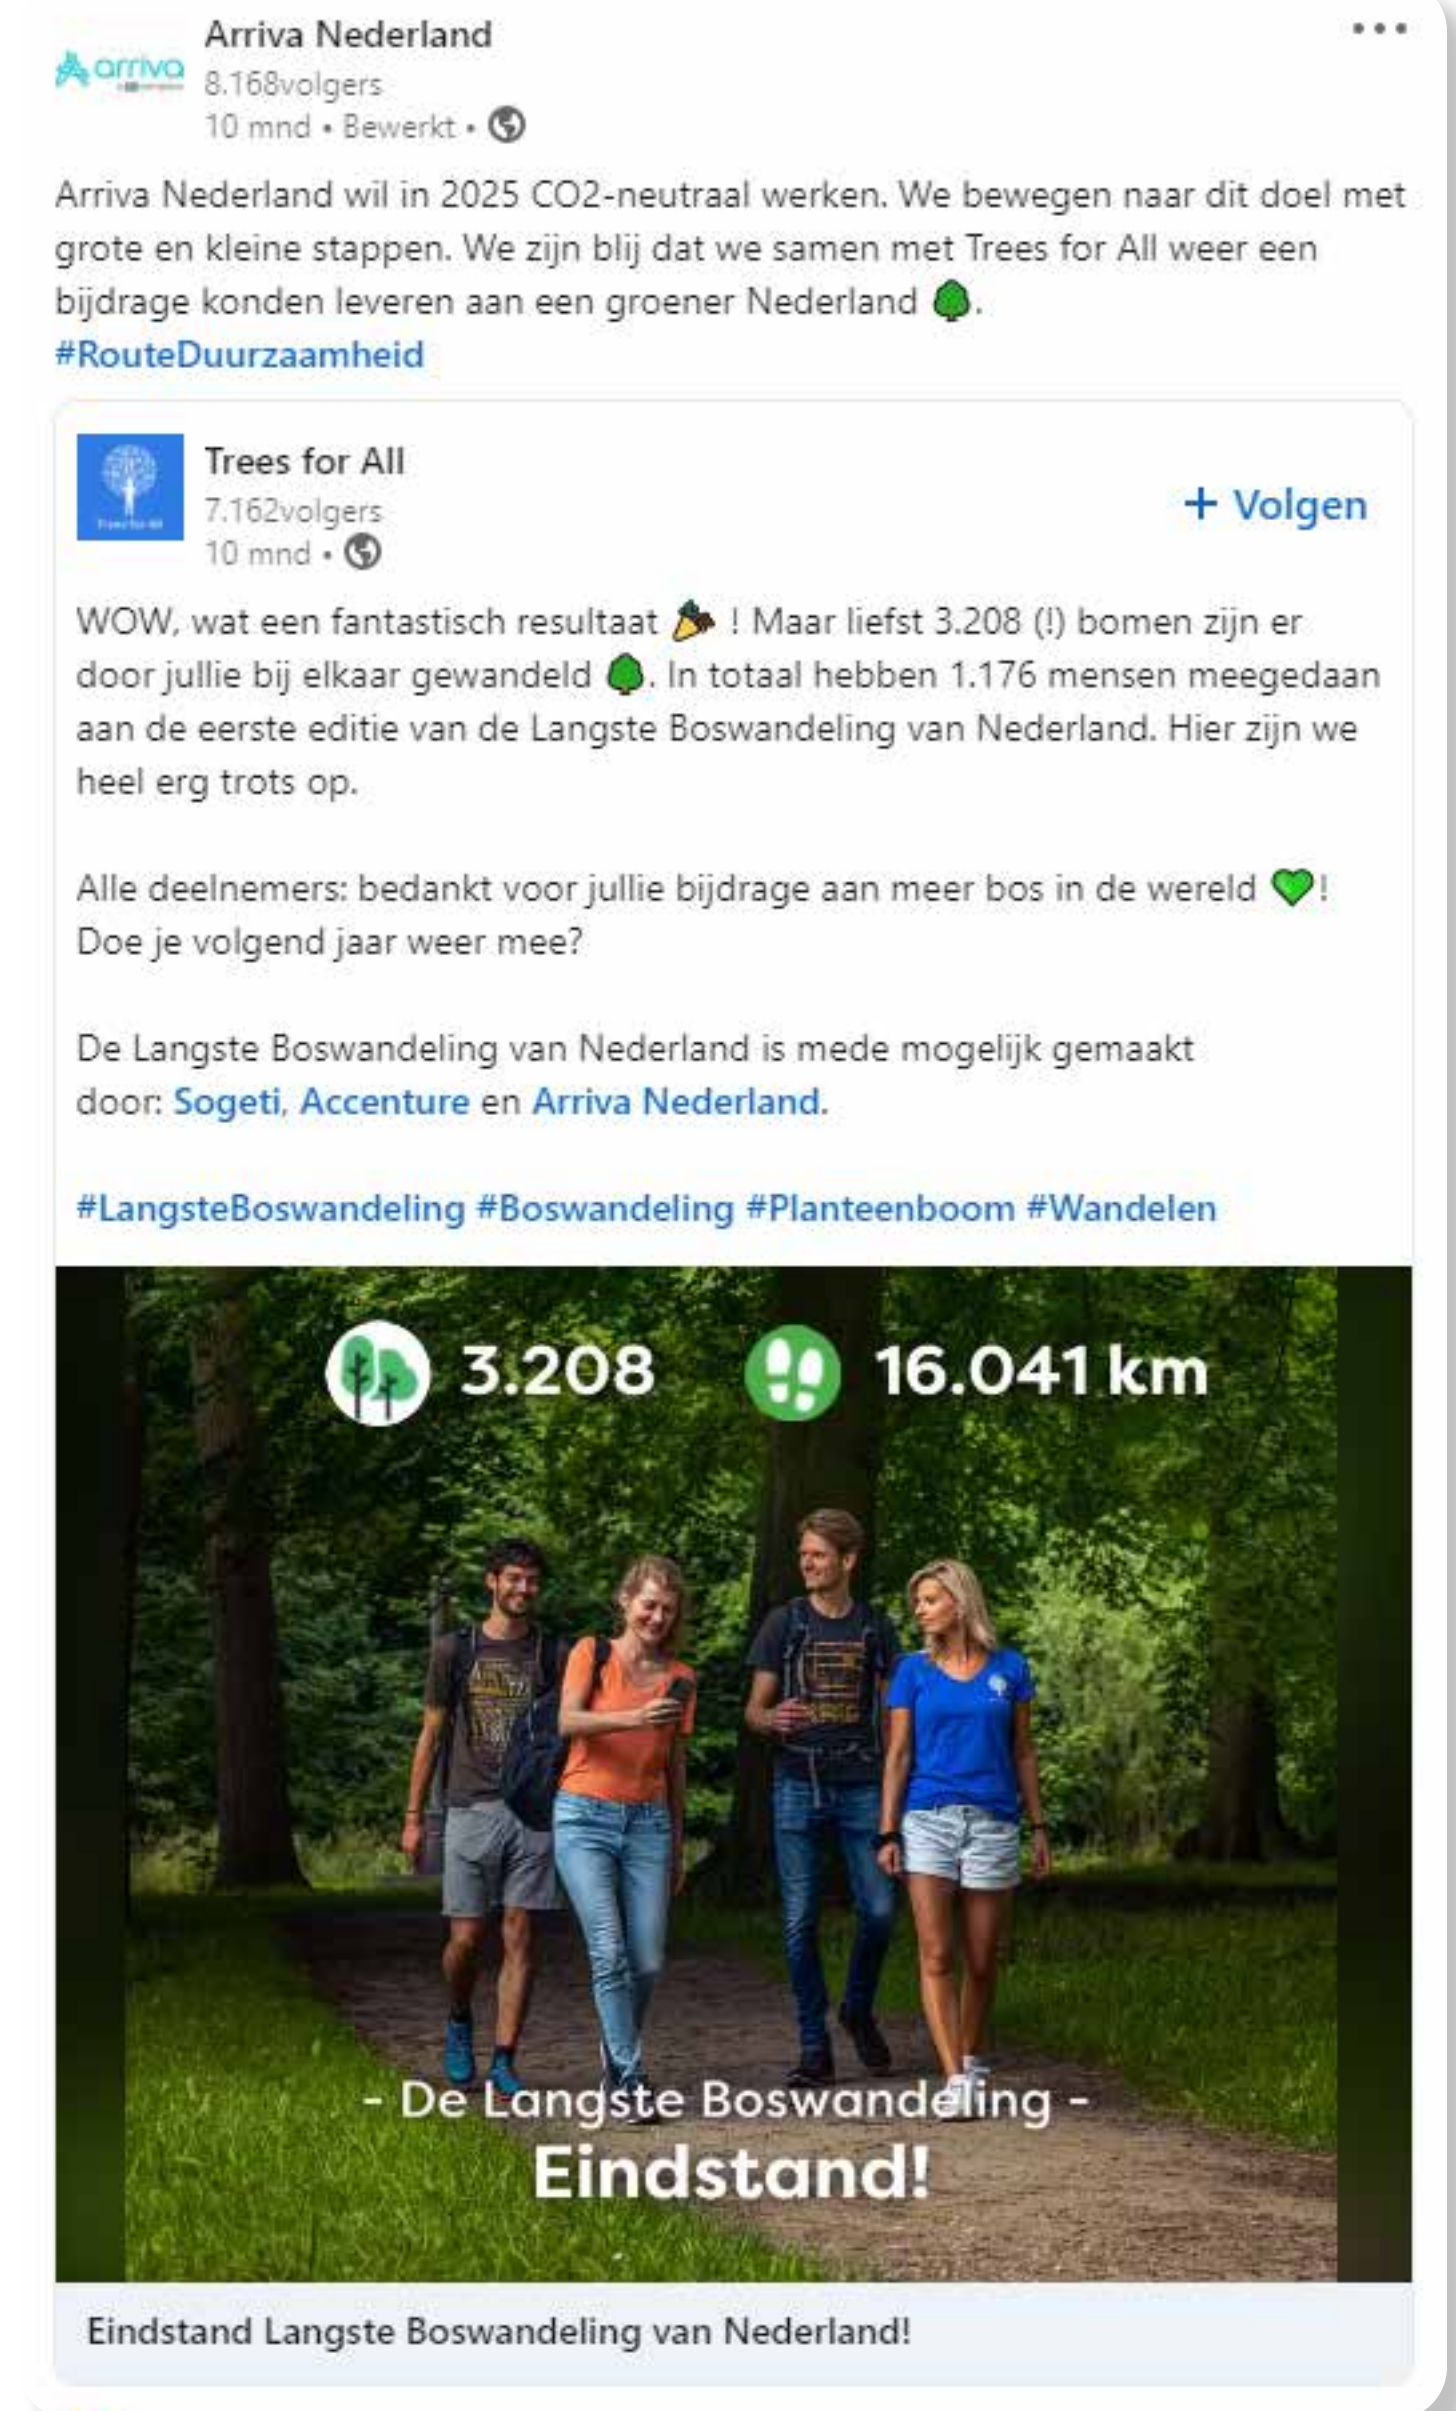 Arriva Nederland
arriva
8.168volgers
10 mnd • Bewerkt •
Arriva Nederland wil in 2025 CO2-neutraal werken. We bewegen naar dit doel met
grote en kleine stappen. We zijn blij dat we samen met Trees for All weer een
bijdrage konden leveren aan een groener Nederland 🌳.
#RouteDuurzaamheid
Trees for All
Trees for All
7.162volgers
10 mnd •
+ Volgen
WOW, wat een fantastisch resultaat 🎉 ! Maar liefst 3.208 (!) bomen zijn er
door jullie bij elkaar gewandeld 🌳. In totaal hebben 1.176 mensen meegedaan
aan de eerste editie van de Langste Boswandeling van Nederland. Hier zijn we
heel erg trots op.
Alle deelnemers: bedankt voor jullie bijdrage aan meer bos in de wereld 💚!
Doe je volgend jaar weer mee?
De Langste Boswandeling van Nederland is mede mogelijk gemaakt
door: Sogeti, Accenture en Arriva Nederland.
#LangsteBoswandeling #Boswandeling #Planteenboom #Wandelen
3.208 16.041 km
- De Langste Boswandeling -
Eindstand!
Eindstand Langste Boswandeling van Nederland!